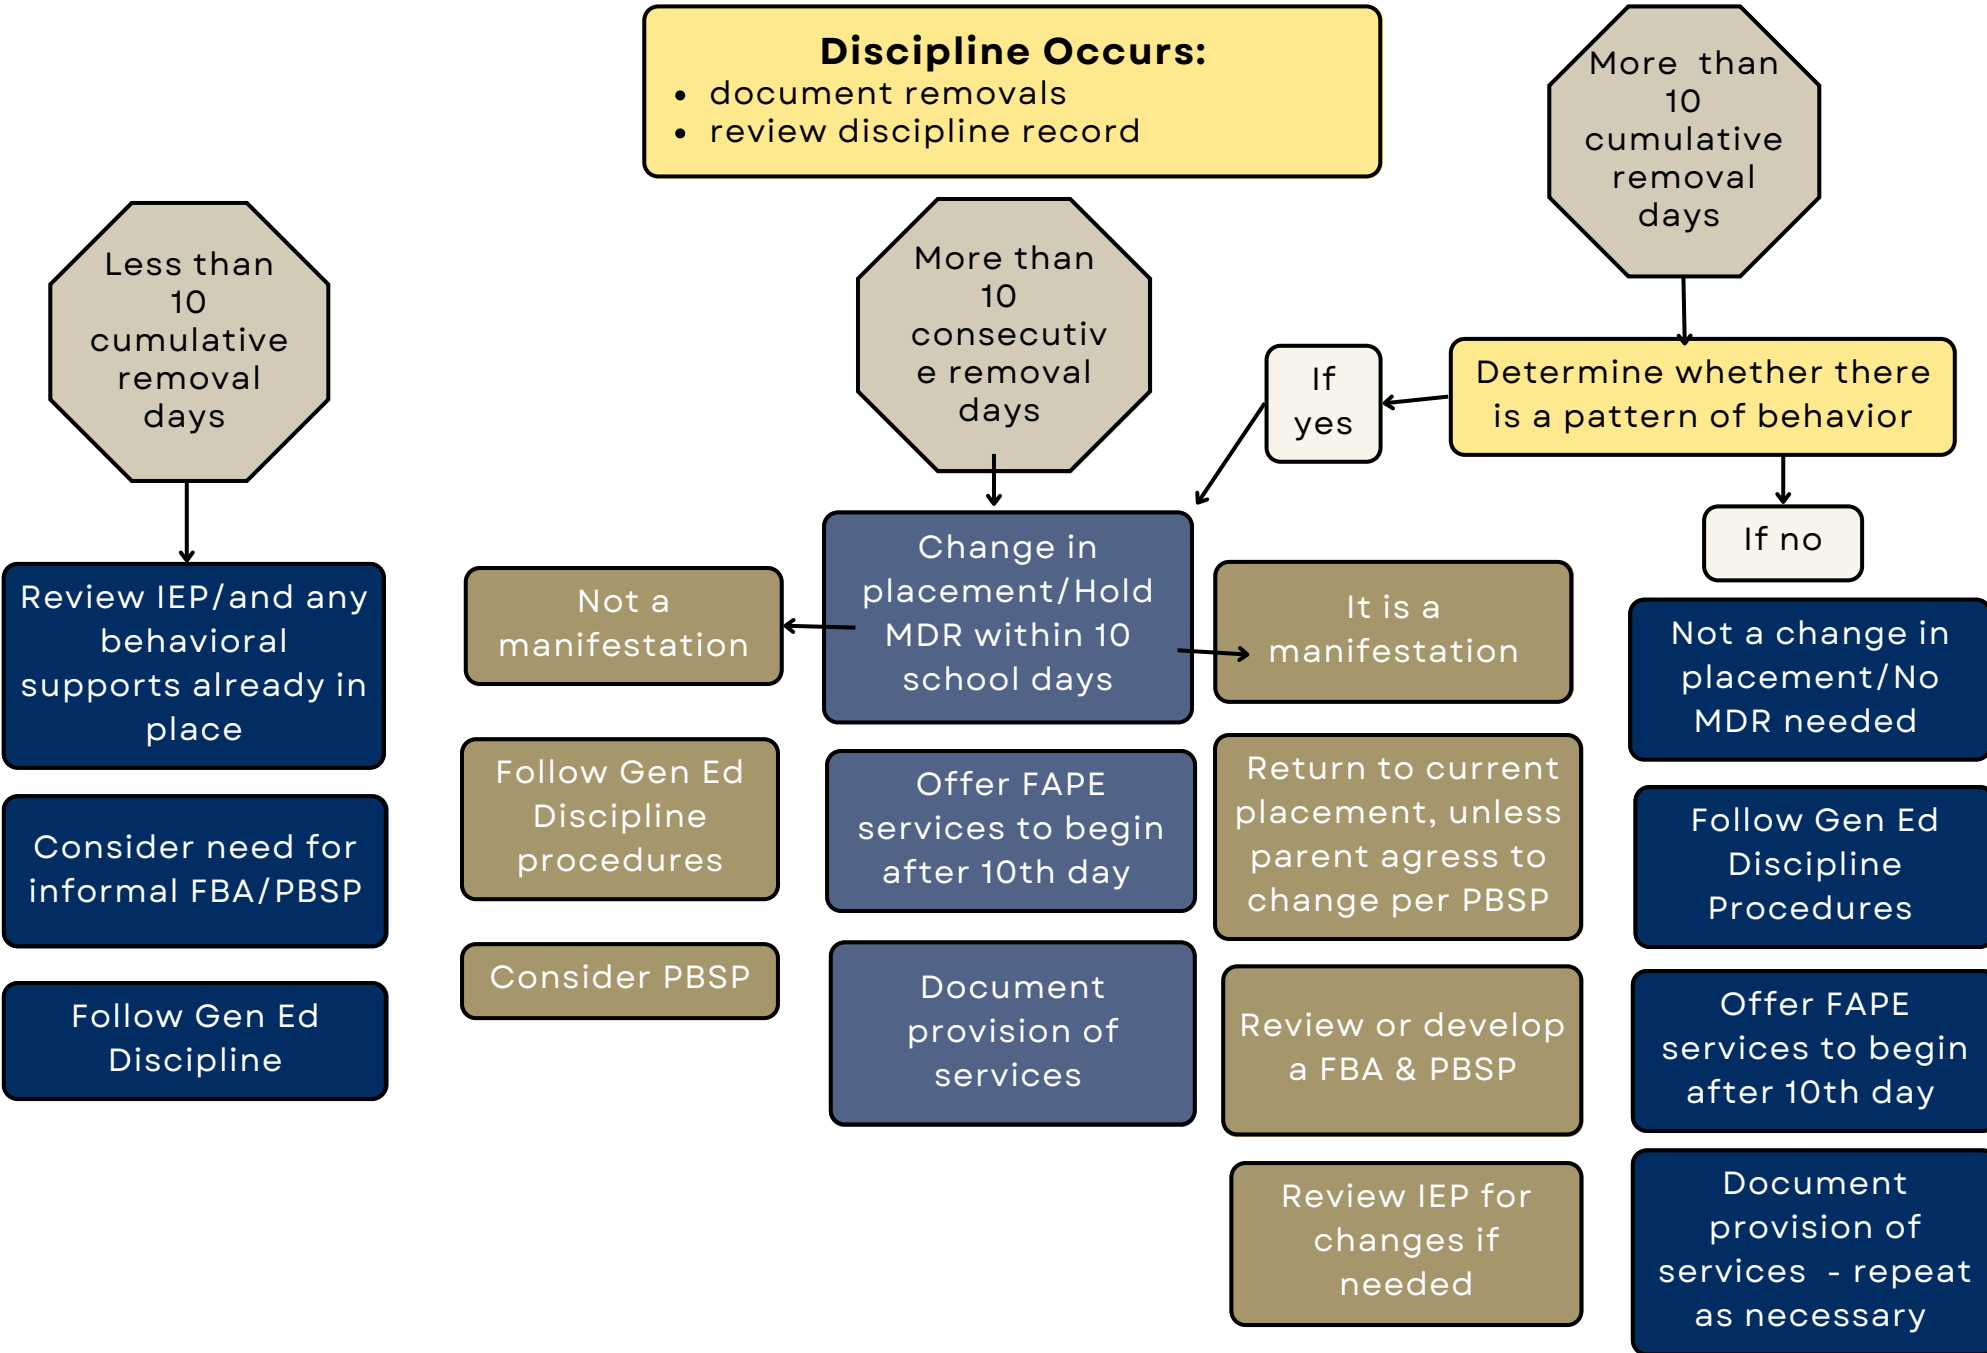 Discipline Occurs:
• document removals
• review discipline record
More than
10
cumulative
removal
days
Less than
10
cumulative
removal
days
More than
10
consecutiv
e removal
days
If
yes
Determine whether there
is a pattern of behavior
If no
Review IEP/and any
behavioral
supports already in
place
Consider need for
informal FBA/PBSP
Follow Gen Ed
Discipline
Not a
manifestation
Follow Gen Ed
Discipline
procedures
Consider PBSP
Change in
placement/Hold
MDR within 10
school days
Offer FAPE
services to begin
after 10th day
Document
provision of
services
It is a
manifestation
Return to current
placement, unless
parent agress to
change per PBSP
Review or develop
a FBA & PBSP
Review IEP for
changes if
needed
Not a change in
placement/No
MDR needed
Follow Gen Ed
Discipline
Procedures
Offer FAPE
services to begin
after 10th day
Document
provision of
services - repeat
as necessary